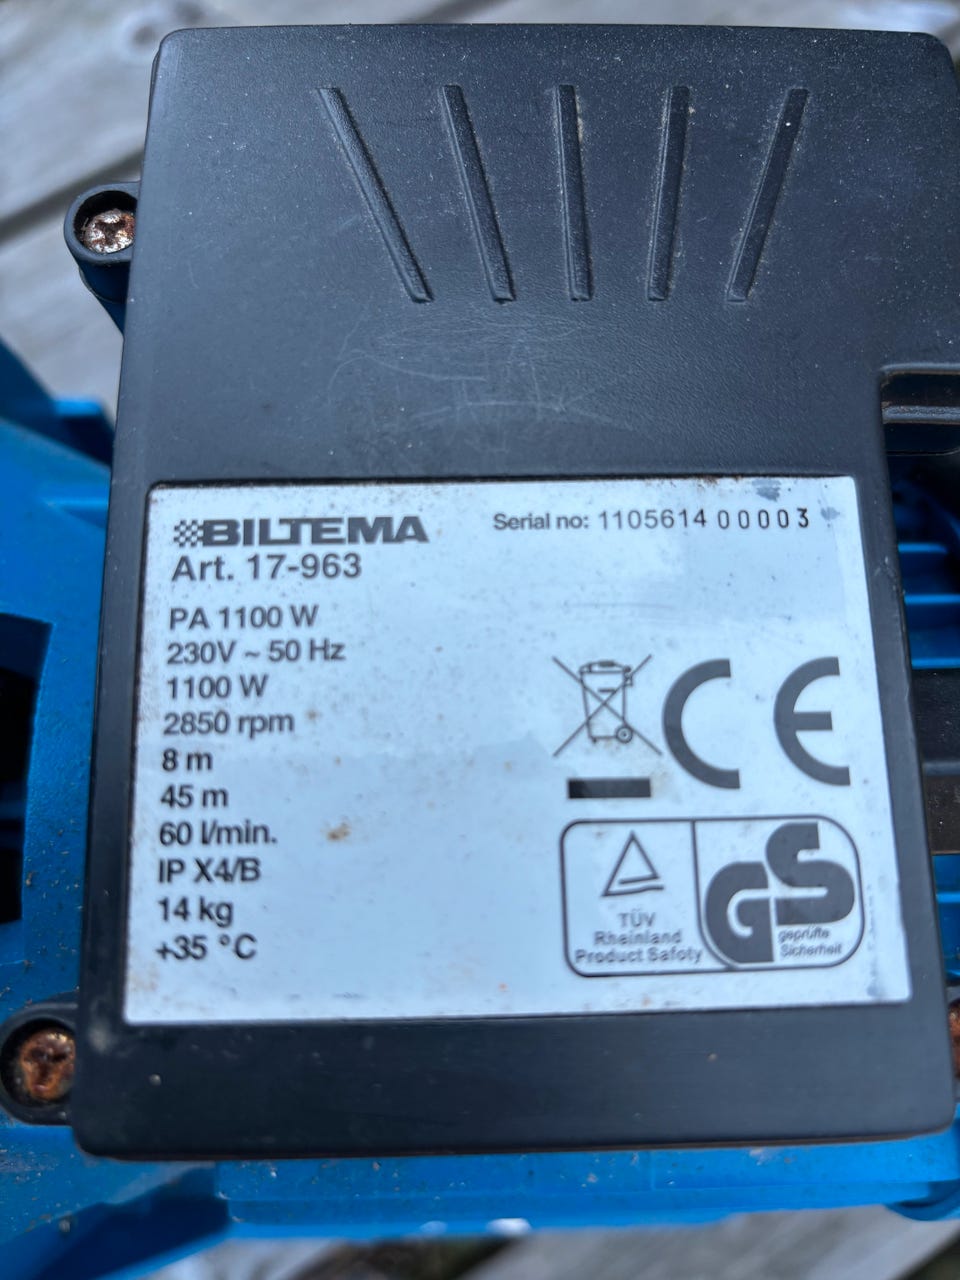 BILTEMA
Serial no: 1105614 00003
Art. 17-963
PA 1100 W
230V ~ 50 Hz
1100 W
2850 rpm
8 m
45 m
60 l/min.
IP X4/B
14 kg
+35 °C
CE
TÜV
Rheinland
Product Safety
GS
geprüfte
Sicherheit